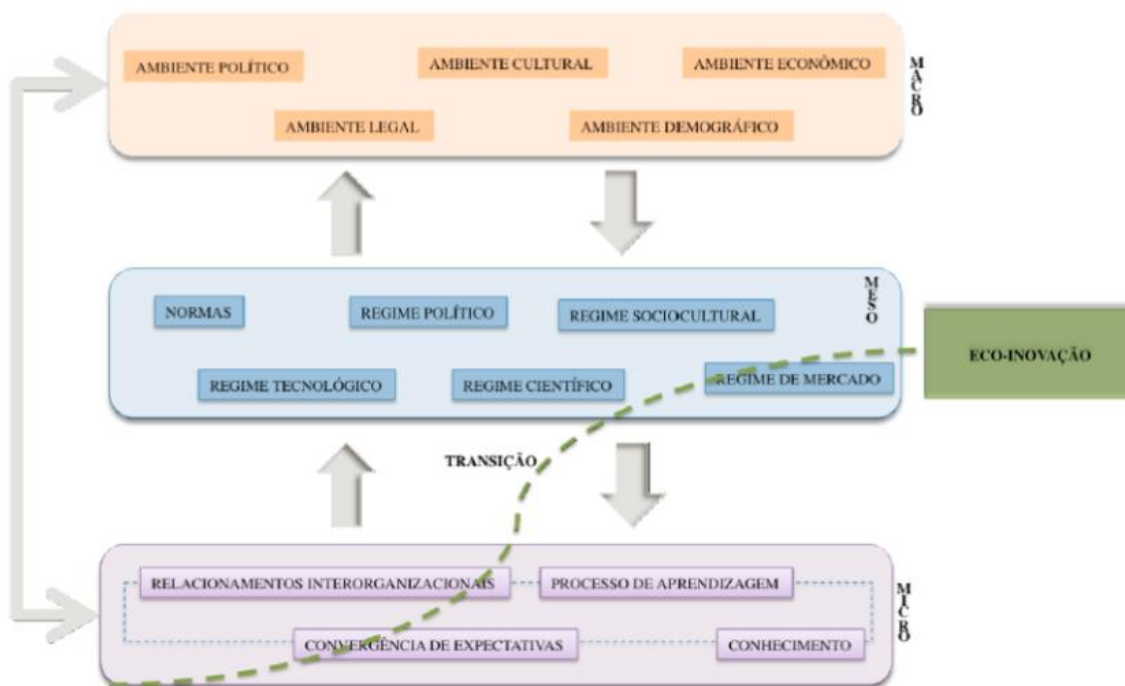 AMBIENTE POLÍTICO
AMBIENTE CULTURAL
AMBIENTE ECONÔMICO
AMBIENTE LEGAL
AMBIENTE DEMOGRÁFICO
MACRO
NORMAS
REGIME POLÍTICO
REGIME SOCIOCULTURAL
MESO
REGIME TECNOLÓGICO
REGIME CIENTÍFICO
REGIME DE MERCADO
ECO-INOVAÇÃO
TRANSIÇÃO
RELACIONAMENTOS INTERORGANIZACIONAIS
PROCESSO DE APRENDIZAGEM
CONVERGÊNCIA DE EXPECTATIVAS
CONHECIMENTO
MICRO